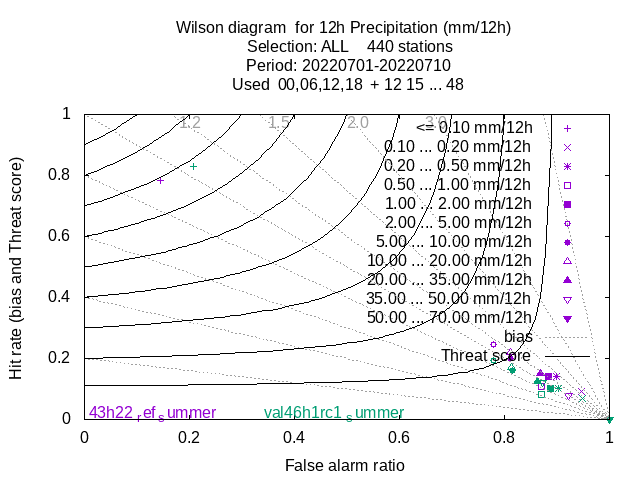 Wilson diagram for 12h Precipitation (mm/12h)
Selection: ALL 440 stations
Period: 20220701-20220710
Used 00,06,12,18 + 12 15 ... 48
1.2 1.5 2.0 3.0
<= 0.10 mm/12h
0.10 ... 0.20 mm/12h
0.20 ... 0.50 mm/12h
0.50 ... 1.00 mm/12h
1.00 ... 2.00 mm/12h
2.00 ... 5.00 mm/12h
5.00 ... 10.00 mm/12h
10.00 ... 20.00 mm/12h
20.00 ... 35.00 mm/12h
35.00 ... 50.00 mm/12h
50.00 ... 70.00 mm/12h
bias
Threat score
Hit rate (bias and Threat score)
1
0.8
0.6
0.4
0.2
0
43h22ref summer val46h1rc1 summer
0 0.2 0.4 0.6 0.8 1
False alarm ratio